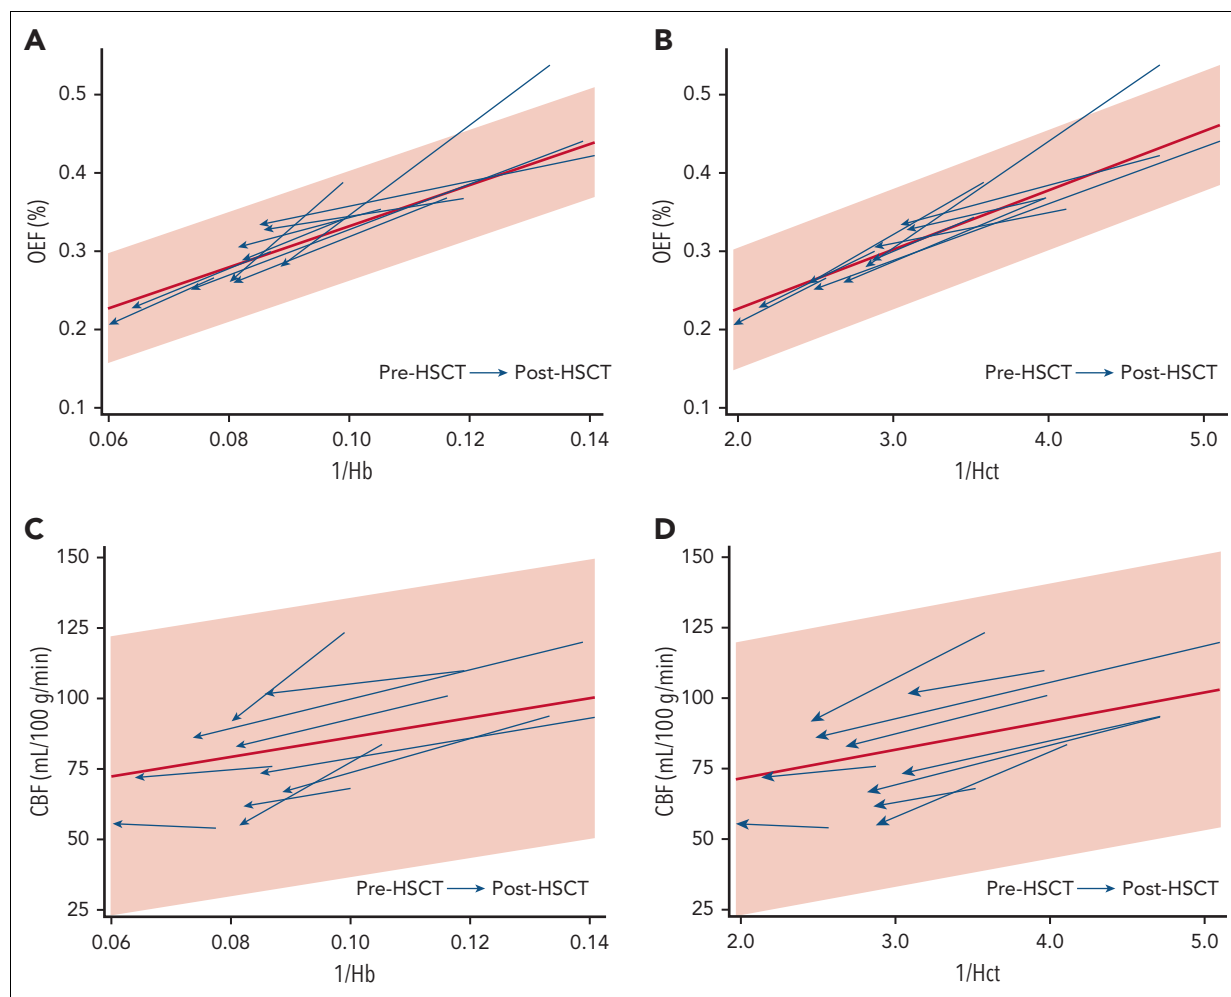 A
OEF (%)
0.5
0.4
0.3
0.2
0.1
Pre-HSCT Post-HSCT
0.06 0.08 0.10 0.12 0.14
1/Hb
B
OEF (%)
0.5
0.4
0.3
0.2
0.1
Pre-HSCT Post-HSCT
2.0 3.0 4.0 5.0
1/Hct
C
CBF (mL/100 g/min)
150
125
100
75
50
25
Pre-HSCT Post-HSCT
0.06 0.08 0.10 0.12 0.14
1/Hb
D
CBF (mL/100 g/min)
150
125
100
75
50
25
Pre-HSCT Post-HSCT
2.0 3.0 4.0 5.0
1/Hct